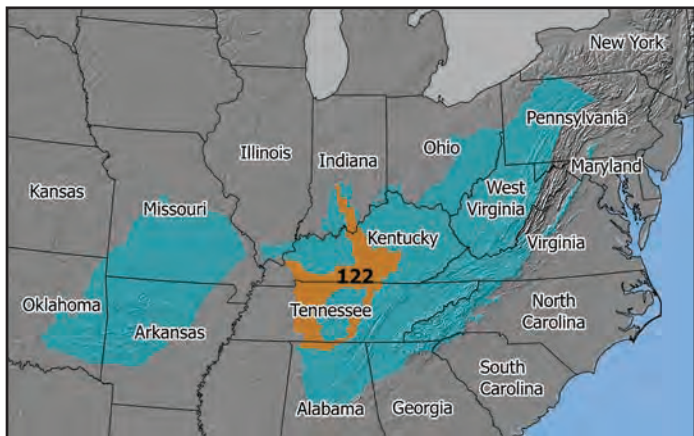 New York
Pennsylvania
Ohio
Illinois
Indiana
Maryland
Kansas
West
Virginia
Missouri
Kentucky
Virginia
122
Oklahoma
Tennessee
North
Carolina
Arkansas
South
Carolina
Alabama
Georgia